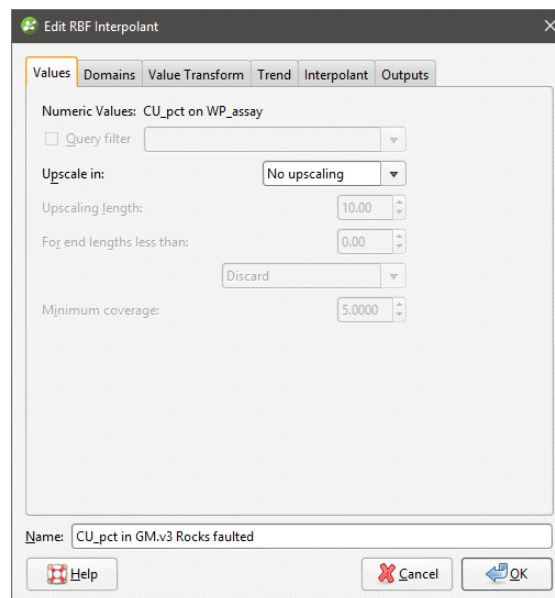 Edit RBF Interpolant
Values Domains Value Transform Trend Interpolant Outputs
Numeric Values: CU_pct on WP_assay
Query filter
Upscale in: No upscaling
Upscaling length: 10.00
For end lengths less than: 0.00
Discard
Minimum coverage: 5.0000
Name: CU_pct in GM.v3 Rocks faulted
Help Cancel OK